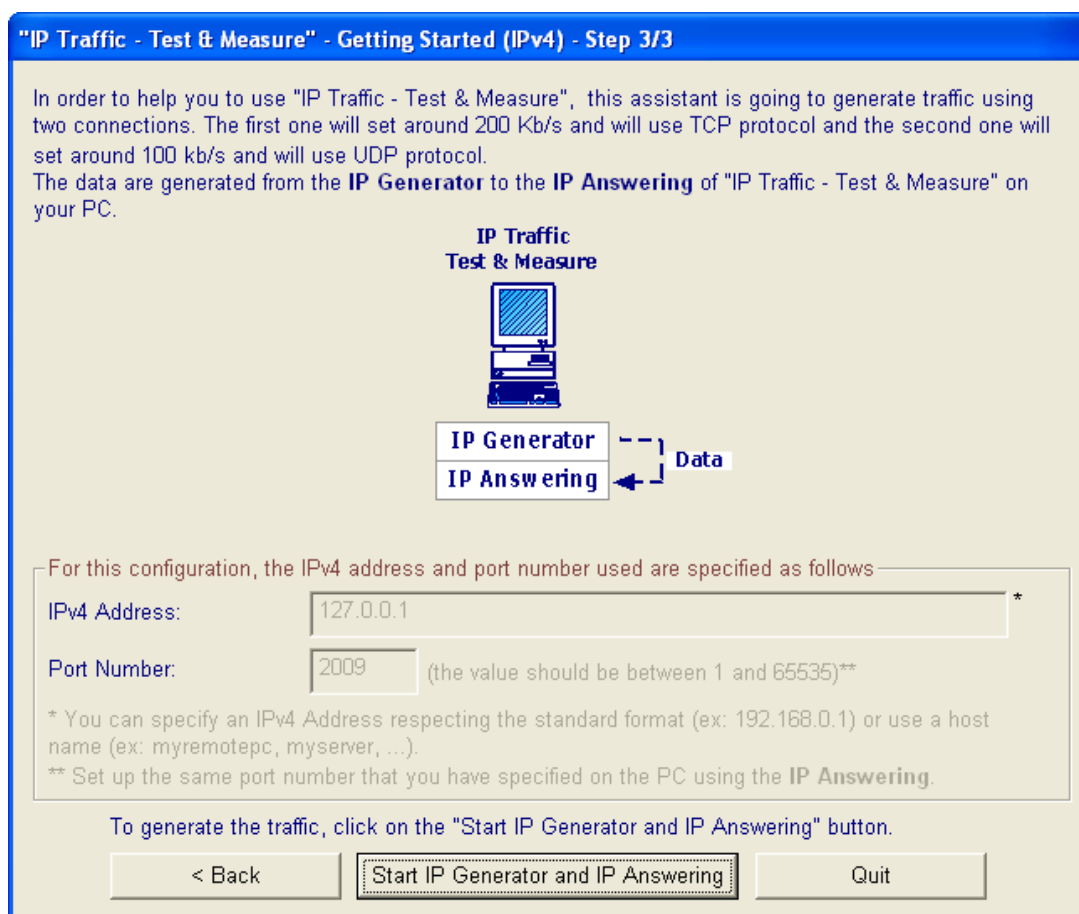 "IP Traffic - Test & Measure" - Getting Started (IPv4) - Step 3/3
In order to help you to use "IP Traffic - Test & Measure", this assistant is going to generate traffic using
two connections. The first one will set around 200 Kb/s and will use TCP protocol and the second one will
set around 100 kb/s and will use UDP protocol.
The data are generated from the IP Generator to the IP Answering of "IP Traffic - Test & Measure" on
your PC.
IP Traffic
Test & Measure
IP Generator
IP Answering
Data
For this configuration, the IPv4 address and port number used are specified as follows
IPv4 Address:
127.0.0.1
*
Port Number:
2009
(the value should be between 1 and 65535)**
* You can specify an IPv4 Address respecting the standard format (ex: 192.168.0.1) or use a host
name (ex: myremotepc, myserver, ...).
** Set up the same port number that you have specified on the PC using the IP Answering.
To generate the traffic, click on the "Start IP Generator and IP Answering" button.
< Back
Start IP Generator and IP Answering
Quit